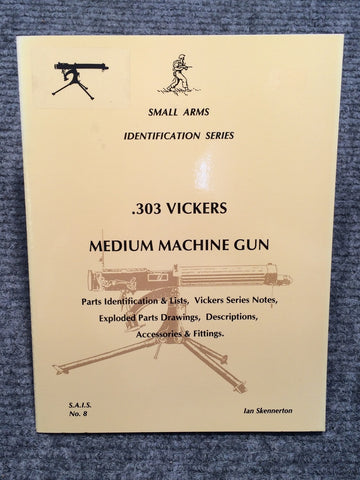 SMALL ARMS
IDENTIFICATION SERIES
.303 VICKERS
MEDIUM MACHINE GUN
Parts Identification & Lists, Vickers Series Notes,
Exploded Parts Drawings, Descriptions,
Accessories & Fittings.
S.A.I.S.
No. 8
Ian Skennerton